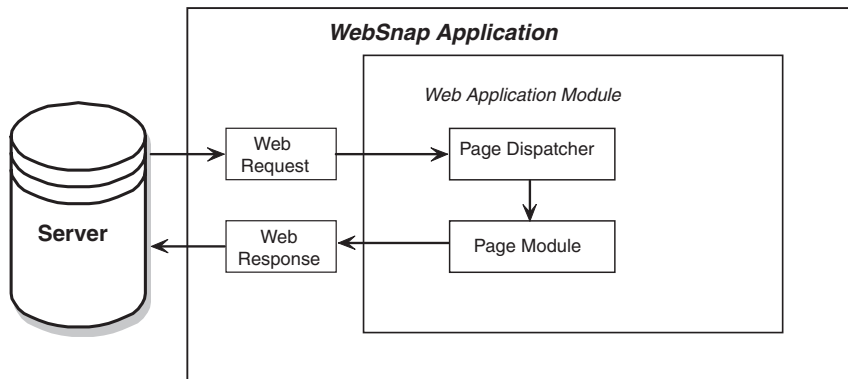 WebSnap Application
Web Application Module
Web
Request
Page Dispatcher
Server
Web
Response
Page Module